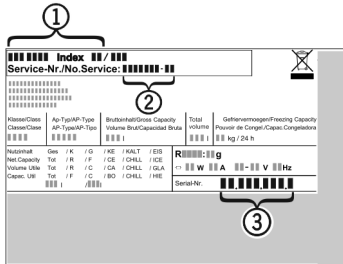 1
Index /
Service-Nr./No.Service: -
2
Klasse/Class Ap-Typ/AP-Type Bruttoinhalt/Gross Capacity Total Gefriervermoegen/Freezing Capacity
Classe/Clase AP-Type/AP-Tipo Volume Brut/Capacidad Bruta volume Pouvoir de Congel./Capac.Congeladora
l l kg / 24 h
Nutzinhalt Ges / K / G / KE / KALT / EIS
Net.Capacity Tot / R / F / CE / CHILL / ICE
Volume Utile Tot / F / C / CA / CHILL / GLA
Capac. Util Tot / R / C / BO / CHILL / HIE
l / l
R : g
W A - V Hz
Serial-Nr. . . .
3